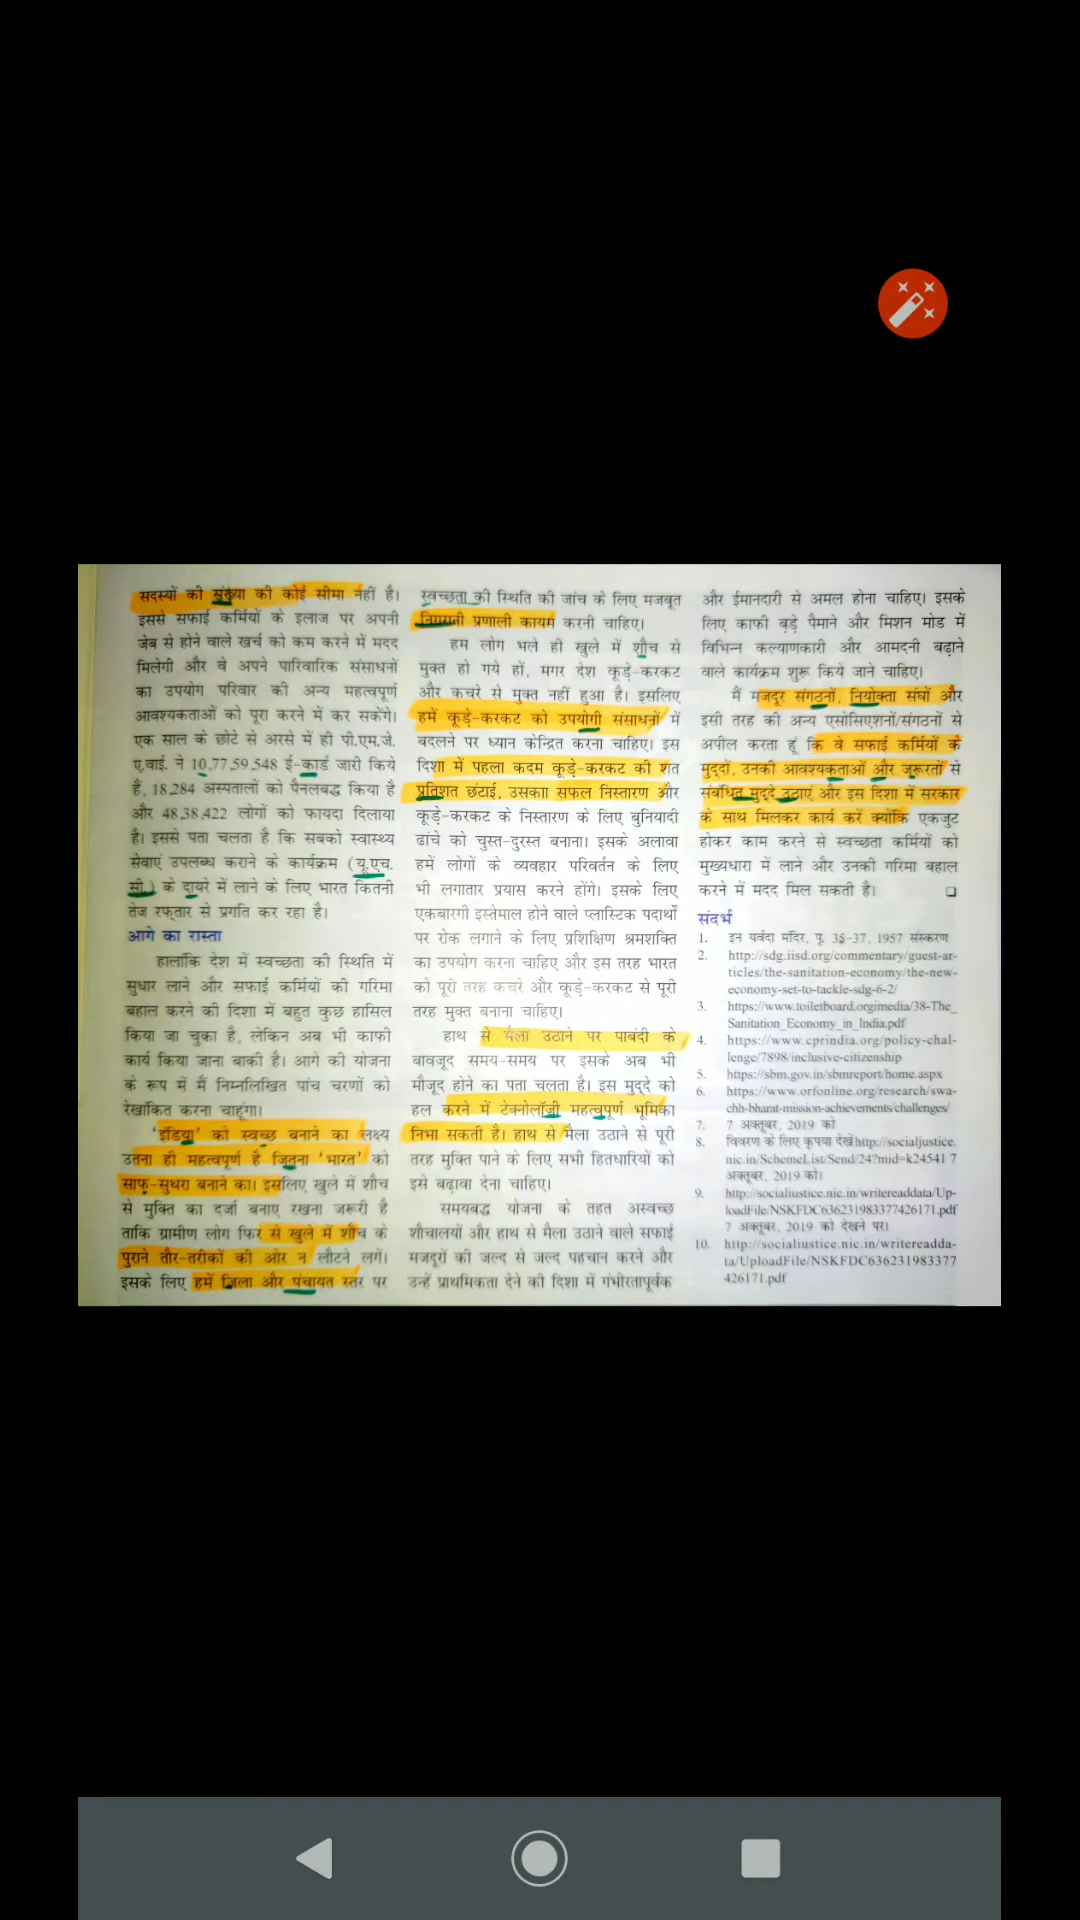 सदस्यों की संख्या की कोई सीमा नहीं है।
इससे सफाई कर्मियों के इलाज पर अपनी
जेब से होने वाले खर्च को कम करने में मदद
मिलेगी और वे अपने पारिवारिक संसाधनों
का उपयोग परिवार की अन्य महत्वपूर्ण
आवश्यकताओं को पूरा करने में कर सकेंगे।
एक साल के छोटे से अरसे में ही पी.एम.जे.
ए.वाई. ने 10,77,59,548 ई-कार्ड जारी किये
हैं, 18,284 अस्पतालों को पैनलबद्ध किया है
और 48,38,422 लोगों को फायदा दिलाया
है। इससे पता चलता है कि सबको स्वास्थ्य
सेवाएं उपलब्ध कराने के कार्यक्रम (यू.एच.
सी.) के दायरे में लाने के लिए भारत कितनी
तेज रफ्तार से प्रगति कर रहा है।
आगे का रास्ता
हालांकि देश में स्वच्छता की स्थिति में
सुधार लाने और सफाई कर्मियों की गरिमा
बहाल करने की दिशा में बहुत कुछ हासिल
किया जा चुका है, लेकिन अब भी काफी
कार्य किया जाना बाकी है। आगे की योजना
के रूप में मैं निम्नलिखित पांच चरणों को
रेखांकित करना चाहूंगा।
'इंडिया' को स्वच्छ बनाने का लक्ष्य
उतना ही महत्वपूर्ण है जितना 'भारत' को
साफ-सुथरा बनाने का। इसलिए खुले में शौच
से मुक्ति का दर्जा बनाए रखना जरूरी है
ताकि ग्रामीण लोग फिर से खुले में शौच के
पुराने तौर-तरीकों की ओर न लौटने लगें।
इसके लिए हमें जिला और पंचायत स्तर पर
स्वच्छता की स्थिति की जांच के लिए मजबूत
निगरानी प्रणाली कायम करनी चाहिए।
हम लोग भले ही खुले में शौच से
मुक्त हो गये हों, मगर देश कूड़े-करकट
और कचरे से मुक्त नहीं हुआ है। इसलिए
हमें कूड़े-करकट को उपयोगी संसाधनों में
बदलने पर ध्यान केन्द्रित करना चाहिए। इस
दिशा में पहला कदम कूड़े-करकट की शत
प्रतिशत छंटाई, उसका सफल निस्तारण और
कूड़े-करकट के निस्तारण के लिए बुनियादी
ढांचे को चुस्त-दुरस्त बनाना। इसके अलावा
हमें लोगों के व्यवहार परिवर्तन के लिए
भी लगातार प्रयास करने होंगे। इसके लिए
एकबारगी इस्तेमाल होने वाले प्लास्टिक पदार्थों
पर रोक लगाने के लिए प्रशिक्षिण श्रमशक्ति
का उपयोग करना चाहिए और इस तरह भारत
को पूरी तरह कचरे और कूड़े-करकट से पूरी
तरह मुक्त बनाना चाहिए।
हाथ से मैला उठाने पर पाबंदी के
बावजूद समय-समय पर इसके अब भी
मौजूद होने का पता चलता है। इस मुद्दे को
हल करने में टेक्नोलॉजी महत्वपूर्ण भूमिका
निभा सकती है। हाथ से मैला उठाने से पूरी
तरह मुक्ति पाने के लिए सभी हितधारियों को
इसे बढ़ावा देना चाहिए।
समयबद्ध योजना के तहत अस्वच्छ
शौचालयों और हाथ से मैला उठाने वाले सफाई
मजदूरों की जल्द से जल्द पहचान करने और
उन्हें प्राथमिकता देने की दिशा में गंभीरतापूर्वक
और ईमानदारी से अमल होना चाहिए। इसके
लिए काफी बड़े पैमाने और मिशन मोड में
विभिन्न कल्याणकारी और आमदनी बढ़ाने
वाले कार्यक्रम शुरू किये जाने चाहिए।
मैं मजदूर संगठनों, नियोक्ता संघों और
इसी तरह की अन्य एसोसिएशनों/संगठनों से
अपील करता हूं कि वे सफाई कर्मियों के
मुद्दों, उनकी आवश्यकताओं और जरूरतों से
संबंधित मुद्दे उठाएं और इस दिशा में सरकार
के साथ मिलकर कार्य करें क्योंकि एकजुट
होकर काम करने से स्वच्छता कर्मियों को
मुख्यधारा में लाने और उनकी गरिमा बहाल
करने में मदद मिल सकती है।
संदर्भ
1. इन यर्वदा मंदिर, पृ. 35-37, 1957 संस्करण
2. http://sdg.iisd.org/commentary/guest-ar-
ticles/the-sanitation-economy/the-new-
economy-set-to-tackle-sdg-6-2/
3. https://www.toiletboard.orgimedia/38-The_
Sanitation_Economy_in_India.pdf
4. https://www.cprindia.org/policy-chal-
lenge/7898/inclusive-citizenship
5. https://sbm.gov.in/sbmreport/home.aspx
6. https://www.orfonline.org/research/swa-
chh-bharat-mission-achievements/challenges/
7. 7 अक्तूबर, 2019 को
8. विवरण के लिए कृपया देखेंhttp://socialjustice.
nic.in/SchemeList/Send/24?mid=k24541 7
अक्तूबर, 2019 को।
9. http://socialiustice.nic.in/writereaddata/Up-
loadFile/NSKFDC636231983377426171.pdf
7 अक्तूबर, 2019 को देखने पर।
10. http://socialiustice.nic.in/writereadda-
ta/UploadFile/NSKFDC636231983377
426171.pdf